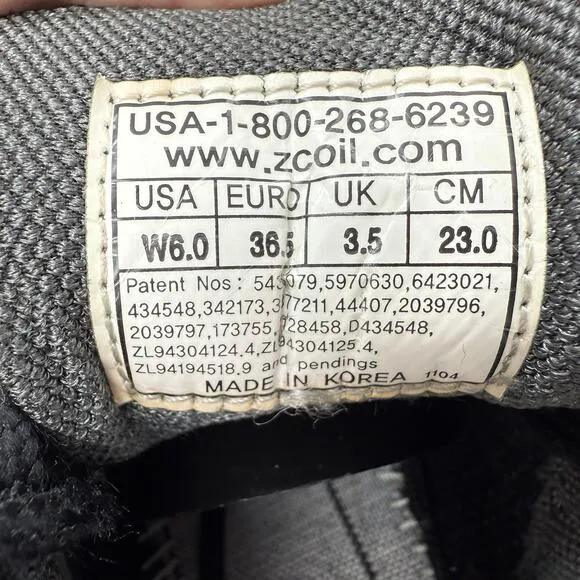 USA-1-800-268-6239
www.zcoil.com
USA EURO UK CM
W6.0 36.5 3.5 23.0
Patent Nos: 5970630,6423021,
434548,342173, 44407,2039796,
2039797,173755, D434548,
ZL94304124.4, ZL94304125.4,
ZL94194518,9 and pendings
MADE IN KOREA 1104